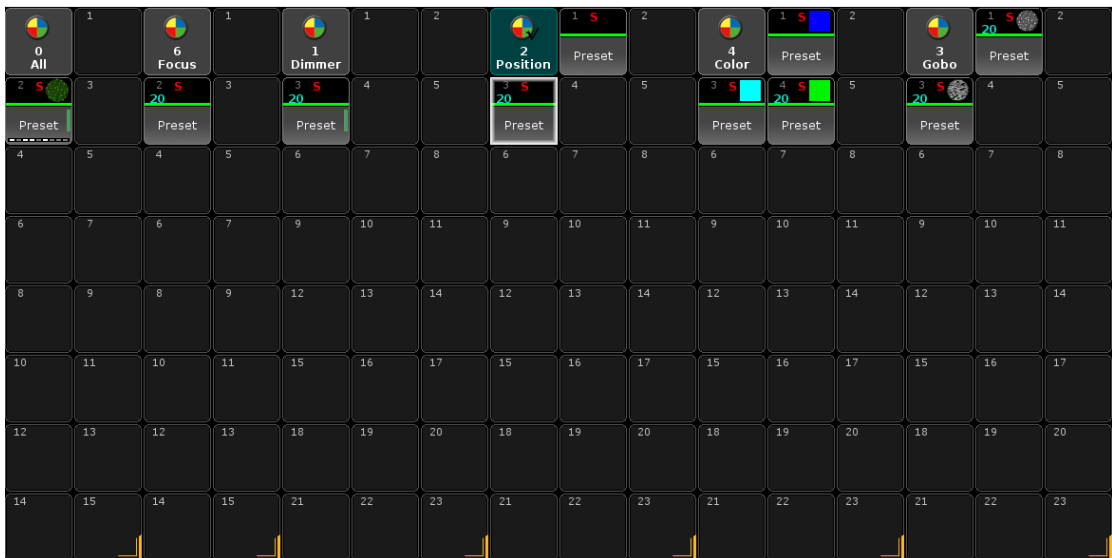 0 All 1 6 Focus 1 1 Dimmer 1 2 2 Position 1 S Preset 2 4 Color 1 S Preset 2 3 Gobo 1 S 20 Preset 2
2 S Preset 3 2 S 20 Preset 3 3 S 20 Preset 4 5 3 S 20 Preset 4 5 3 S Preset 4 S 20 Preset 5 3 S 20 Preset 4 5
4 5 4 5 6 7 8 6 7 8 6 7 8 6 7 8
6 7 6 7 9 10 11 9 10 11 9 10 11 9 10 11
8 9 8 9 12 13 14 12 13 14 12 13 14 12 13 14
10 11 10 11 15 16 17 15 16 17 15 16 17 15 16 17
12 13 12 13 18 19 20 18 19 20 18 19 20 18 19 20
14 15 14 15 21 22 23 21 22 23 21 22 23 21 22 23